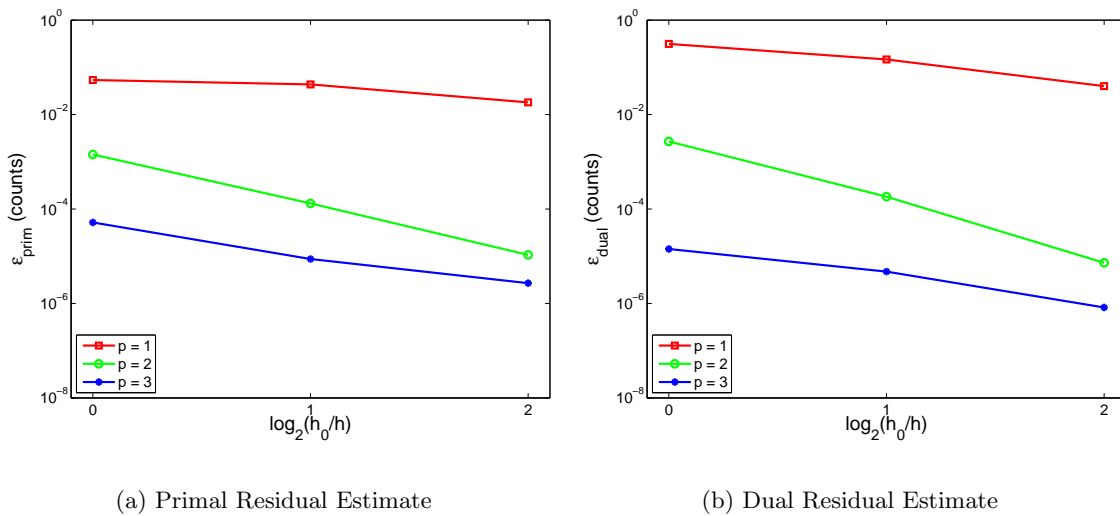 10^0
10^−2
10^−4
10^−6
10^−8
ε_prim (counts)
p = 1
p = 2
p = 3
0
1
2
log_2(h_0/h)
(a) Primal Residual Estimate
10^0
10^−2
10^−4
10^−6
10^−8
ε_dual (counts)
p = 1
p = 2
p = 3
0
1
2
log_2(h_0/h)
(b) Dual Residual Estimate